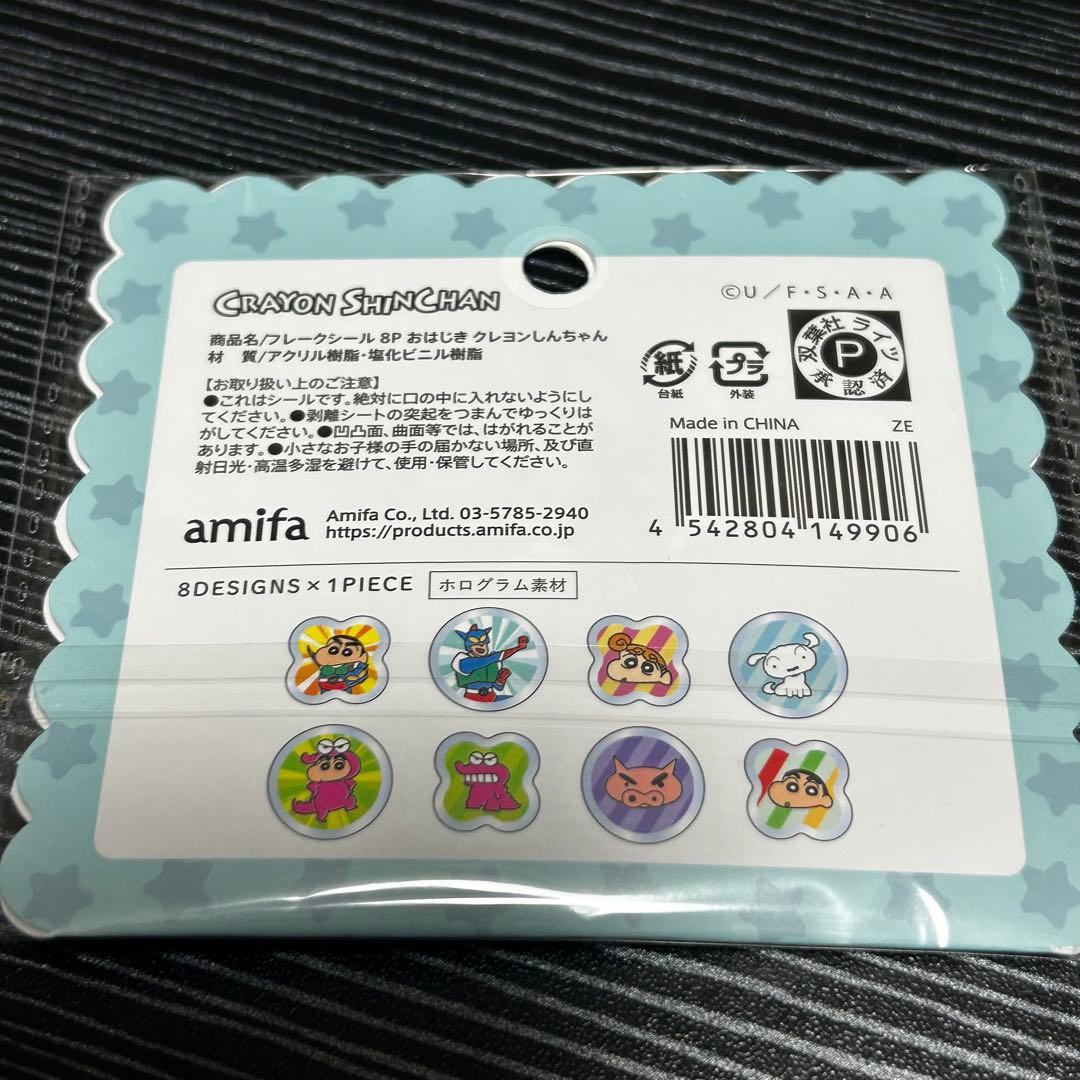 CRAYON SHINCHAN
©U/F・S・A・A
商品名/フレークシール 8P おはじき クレヨンしんちゃん
材 質/アクリル樹脂・塩化ビニル樹脂
【お取り扱い上のご注意】
●これはシールです。絶対に口の中に入れないようにし
てください。●剥離シートの突起をつまんでゆっくりは
がしてください。●凹凸面、曲面等では、はがれることが
あります。●小さなお子様の手の届かない場所、及び直
射日光・高温多湿を避けて、使用・保管してください。
紙
台紙
プラ
外装
双葉社 ライツ
P
承認済
Made in CHINA ZE
4 542804 149906
amifa
Amifa Co., Ltd. 03-5785-2940
https://products.amifa.co.jp
8DESIGNS×1PIECE ホログラム素材